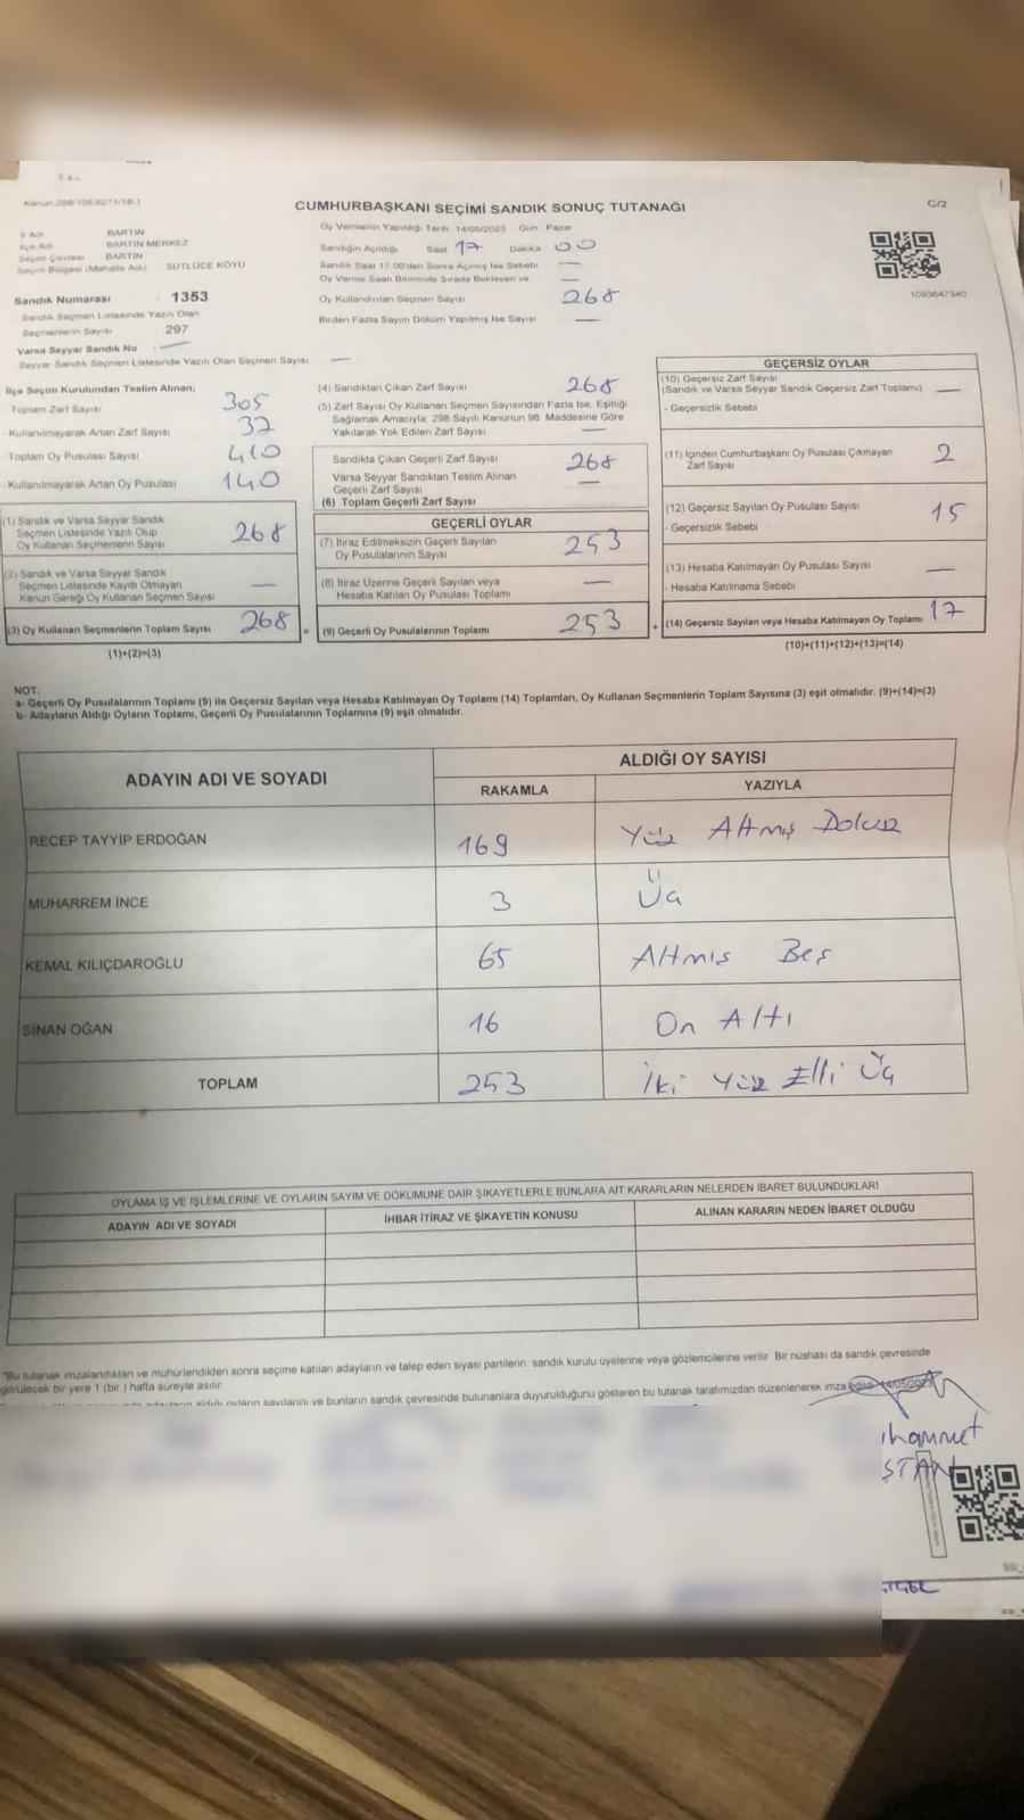 CUMHURBAŞKANI SEÇİMİ SANDIK SONUÇ TUTANAĞI
C/2
İl Adı BARTIN
İlçe Adı BARTIN MERKEZ
Seçim Çevresi BARTIN
Seçim Bölgesi (Mahalle Adı) SÜTLÜCE KÖYÜ
Sandık Numarası : 1353
Sandık Seçmen Listesinde Yazılı Olan
Seçmenlerin Sayısı 297
Varsa Seyyar Sandık No —
Seyyar Sandık Seçmen Listesinde Yazılı Olan Seçmen Sayısı —
Oy Vermenin Yapıldığı Tarih 14/05/2023 Gün Pazar
Sandığın Açıldığı Saat 17 Dakika 00
Sandık Saat 17.00'den Sonra Açılmış İse Sebebi —
Oy Verme Saati Bitiminde Sırada Bekleyen —
Oy Kullandırılan Seçmen Sayısı 268
Birden Fazla Sayım Döküm Yapılmış İse Sayısı —
1093647340
İlçe Seçim Kurulundan Teslim Alınan;
Toplam Zarf Sayısı 305
Kullanılmayarak Artan Zarf Sayısı 37
Toplam Oy Pusulası Sayısı 410
Kullanılmayarak Artan Oy Pusulası 140
(1) Sandık ve Varsa Seyyar Sandık
Seçmen Listesinde Yazılı Olup
Oy Kullanan Seçmenlerin Sayısı 268
(2) Sandık ve Varsa Seyyar Sandık
Seçmen Listesinde Kayıtlı Olmayan
Kanun Gereği Oy Kullanan Seçmen Sayısı —
(3) Oy Kullanan Seçmenlerin Toplam Sayısı 268
(1)+(2)=(3)
(4) Sandıktan Çıkan Zarf Sayısı 268
(5) Zarf Sayısı Oy Kullanan Seçmen Sayısından Fazla İse, Eşitliği
Sağlamak Amacıyla, 298 Sayılı Kanunun 98. Maddesine Göre
Yakılarak Yok Edilen Zarf Sayısı —
Sandıkta Çıkan Geçerli Zarf Sayısı 268
Varsa Seyyar Sandıktan Teslim Alınan
Geçerli Zarf Sayısı —
(6) Toplam Geçerli Zarf Sayısı
GEÇERLİ OYLAR
(7) İtiraz Edilmeksizin Geçerli Sayılan
Oy Pusulalarının Sayısı 253
(8) İtiraz Üzerine Geçerli Sayılan veya
Hesaba Katılan Oy Pusulası Toplamı —
= (9) Geçerli Oy Pusulalarının Toplamı 253
GEÇERSİZ OYLAR
(10) Geçersiz Zarf Sayısı
(Sandık ve Varsa Seyyar Sandık Geçersiz Zarf Toplamı) —
- Geçersizlik Sebebi
(11) İçinden Cumhurbaşkanı Oy Pusulası Çıkmayan
Zarf Sayısı 2
(12) Geçersiz Sayılan Oy Pusulası Sayısı 15
- Geçersizlik Sebebi
(13) Hesaba Katılmayan Oy Pusulası Sayısı —
- Hesaba Katılmama Sebebi
+ (14) Geçersiz Sayılan veya Hesaba Katılmayan Oy Toplamı 17
(10)+(11)+(12)+(13)=(14)
NOT:
a- Geçerli Oy Pusulalarının Toplamı (9) ile Geçersiz Sayılan veya Hesaba Katılmayan Oy Toplamı (14) Toplamları, Oy Kullanan Seçmenlerin Toplam Sayısına (3) eşit olmalıdır. (9)+(14)=(3)
b- Adayların Aldığı Oyların Toplamı, Geçerli Oy Pusulalarının Toplamına (9) eşit olmalıdır.
ADAYIN ADI VE SOYADI
ALDIĞI OY SAYISI
RAKAMLA YAZIYLA
RECEP TAYYİP ERDOĞAN 169 Yüz Altmış Dokuz
MUHARREM İNCE 3 Üç
KEMAL KILIÇDAROĞLU 65 Altmış Beş
SİNAN OĞAN 16 On Altı
TOPLAM 253 İki Yüz Elli Üç
OYLAMA İŞ VE İŞLEMLERİNE VE OYLARIN SAYIM VE DÖKÜMÜNE DAİR ŞİKAYETLERLE BUNLARA AİT KARARLARIN NELERDEN İBARET BULUNDUKLARI
ADAYIN ADI VE SOYADI İHBAR İTİRAZ VE ŞİKAYETİN KONUSU ALINAN KARARIN NEDEN İBARET OLDUĞU
*Bu tutanak imzalandıktan ve mühürlendikten sonra seçime katılan adayların ve talep eden siyasi partilerin, sandık kurulu üyelerine veya gözlemcilerine verilir. Bir nüshası da sandık çevresinde
görülecek bir yere 1 (bir) hafta süreyle asılır
sayılarını ve bunların sandık çevresinde bulunanlara duyurulduğunu gösteren bu tutanak tarafımızdan düzenlenerek imza